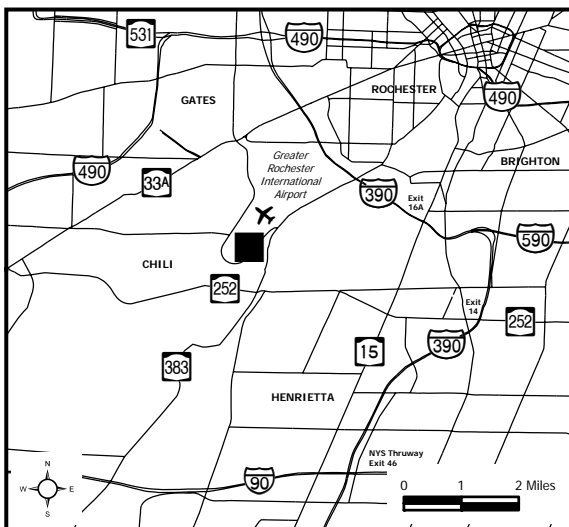 531
490
490
GATES
ROCHESTER
490
33A
Greater
Rochester
International
Airport
390
Exit
16A
BRIGHTON
590
CHILI
252
Exit
14
252
383
15
390
HENRIETTA
NYS Thruway
Exit 46
90
N
W
E
S
0 1 2 Miles